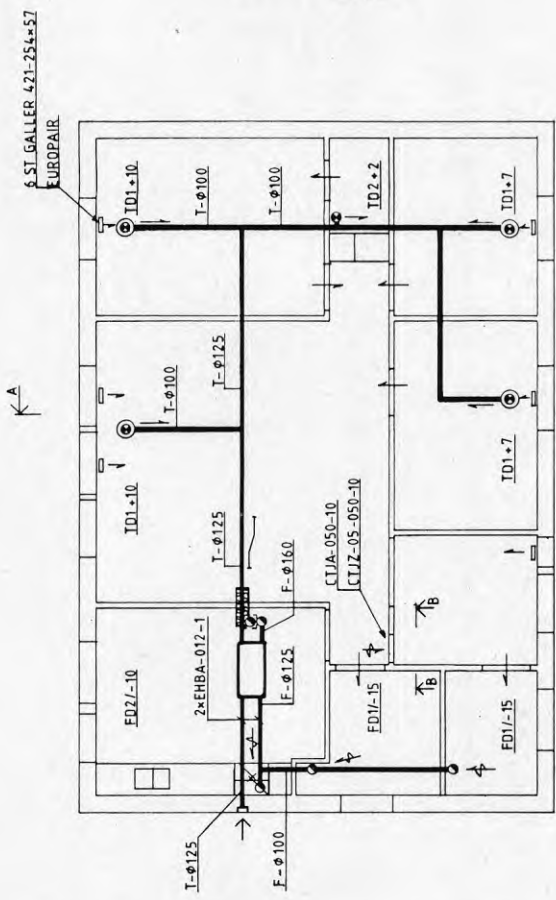 6 ST GALLER 421-254×57
EUROPAIR
A
TD1+10
T-Φ100
T-Φ100
TD2+2
TD1+7
T-Φ125
T-Φ100
TD1+10
TD1+7
T-Φ125
F-Φ160
CTJA-050-10
CTJZ-05-050-10
2×EHBA-012-1
F-Φ125
FD2/-10
B
B
FD1/-15
FD1/-15
T-Φ125
F-Φ100